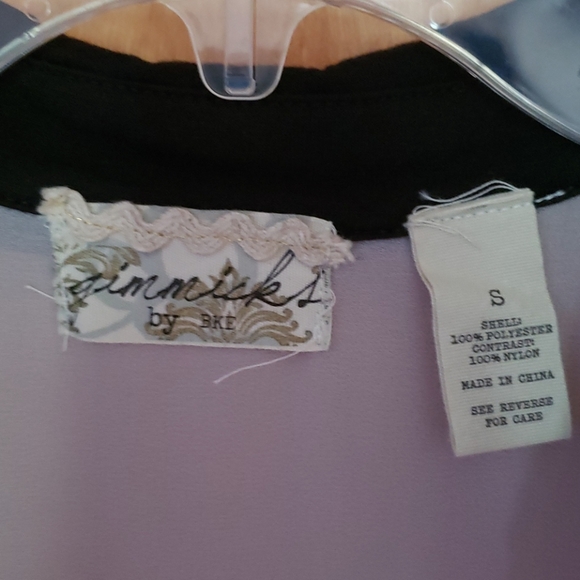 gimmicks
by BKE
S
SHELL:
100% POLYESTER
CONTRAST:
100% NYLON
MADE IN CHINA
SEE REVERSE
FOR CARE